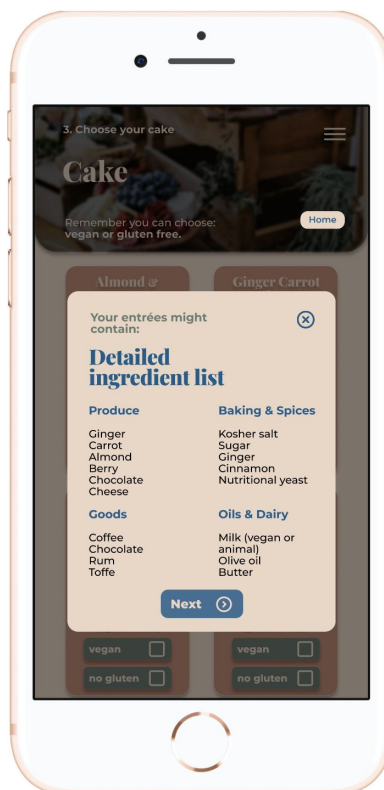 3. Choose your cake
Cake
Remember you can choose:
vegan or gluten free.
Home
Almond &
Ginger Carrot
Your entrées might
contain:
Detailed
ingredient list
Produce
Ginger
Carrot
Almond
Berry
Chocolate
Cheese
Baking & Spices
Kosher salt
Sugar
Ginger
Cinnamon
Nutritional yeast
Goods
Coffee
Chocolate
Rum
Toffe
Oils & Dairy
Milk (vegan or
animal)
Olive oil
Butter
Next
vegan
no gluten
vegan
no gluten